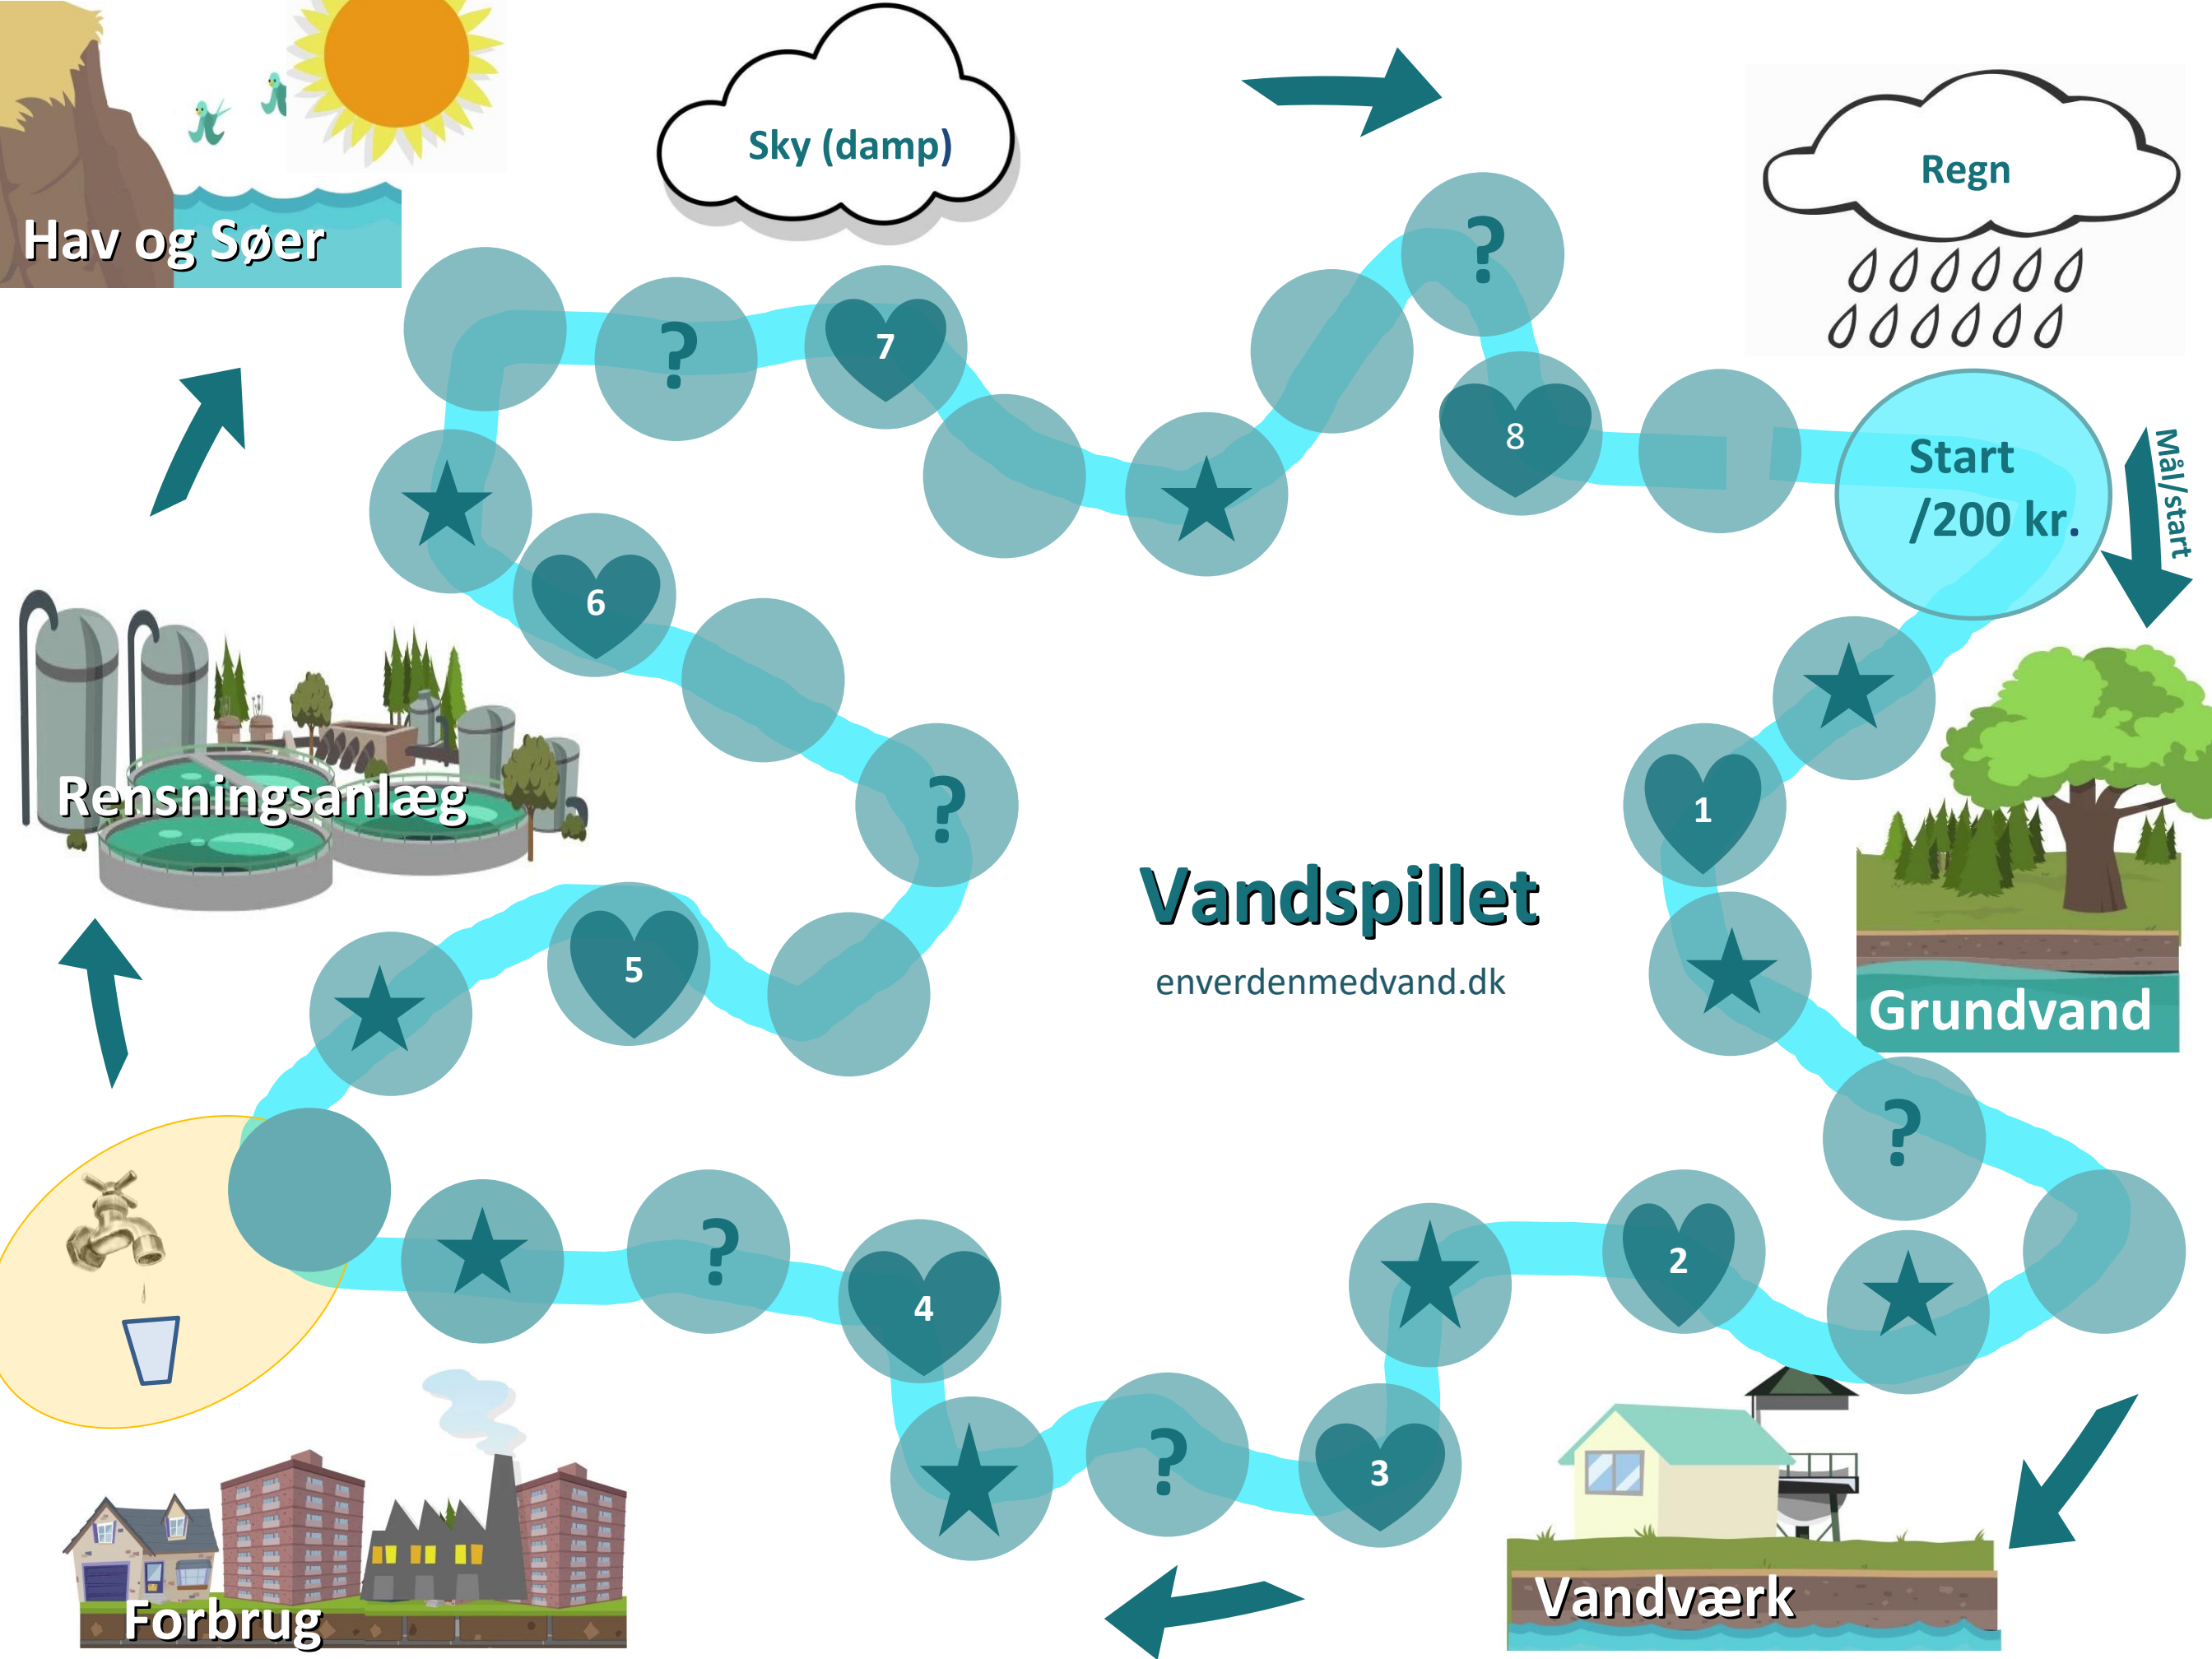 Sky (damp)
Regn
Hav og Søer
?
?
7
8
Start
/200 kr.
Mål/start
6
Rensningsanlæg
?
1
Vandspillet
enverdenmedvand.dk
5
Grundvand
?
?
4
2
?
3
Forbrug
Vandværk